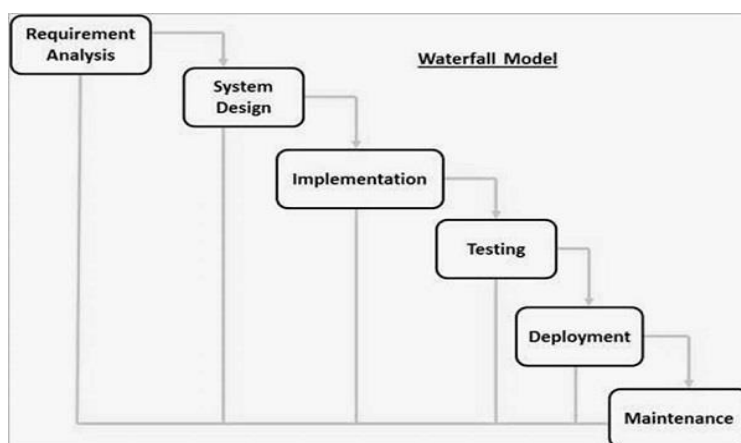 Requirement
Analysis
Waterfall Model
System
Design
Implementation
Testing
Deployment
Maintenance